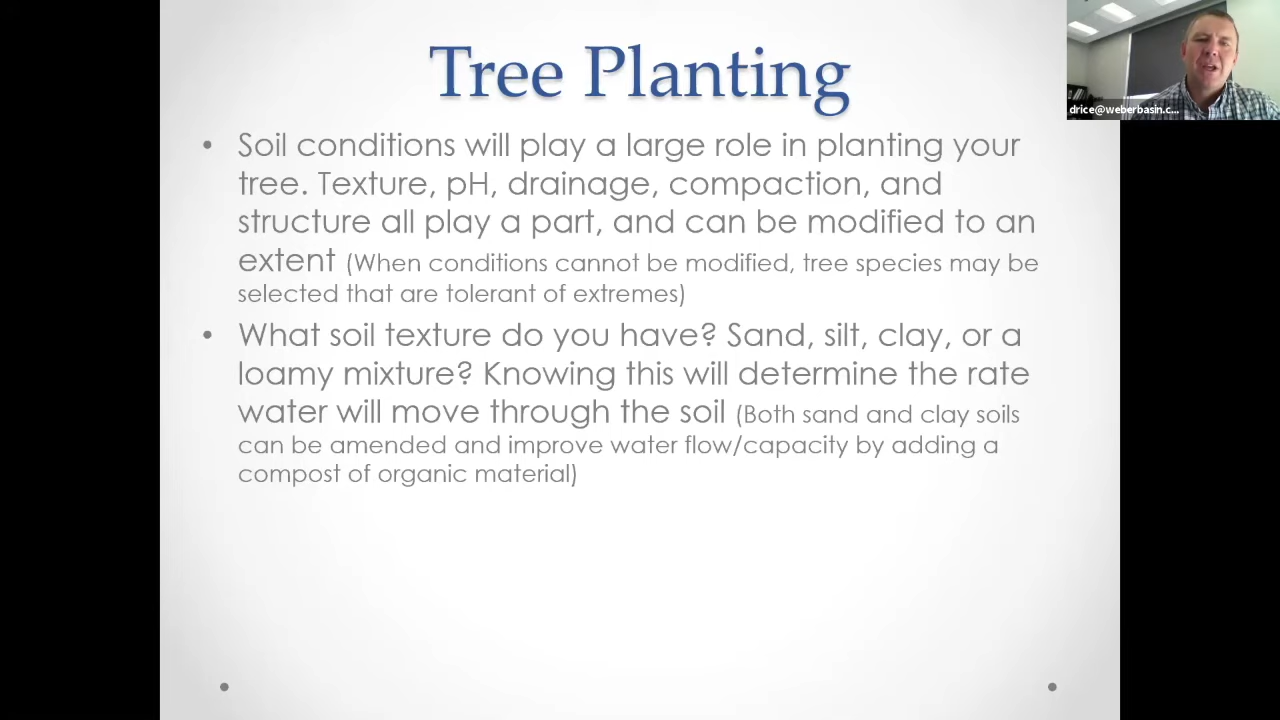 Tree Planting
drice@weberbasin.c...
• Soil conditions will play a large role in planting your
tree. Texture, pH, drainage, compaction, and
structure all play a part, and can be modified to an
extent (When conditions cannot be modified, tree species may be
selected that are tolerant of extremes)
• What soil texture do you have? Sand, silt, clay, or a
loamy mixture? Knowing this will determine the rate
water will move through the soil (Both sand and clay soils
can be amended and improve water flow/capacity by adding a
compost of organic material)